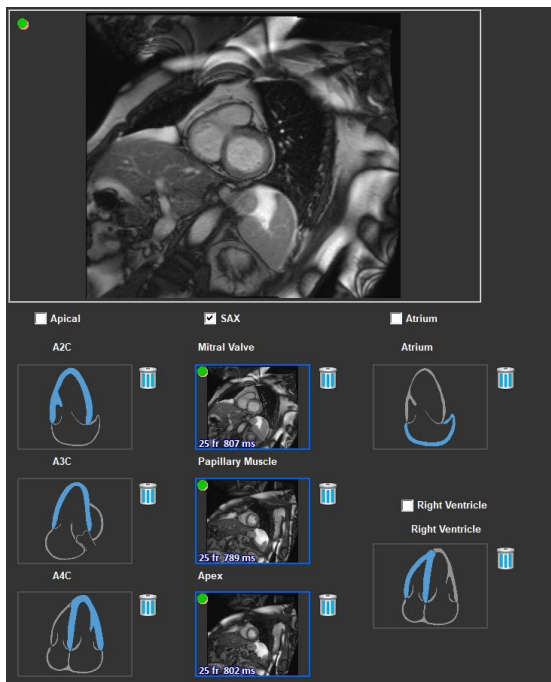 Apical
SAX
Atrium
A2C
Mitral Valve
Atrium
25 fr 807 ms
A3C
Papillary Muscle
Right Ventricle
Right Ventricle
25 fr 789 ms
A4C
Apex
25 fr 802 ms